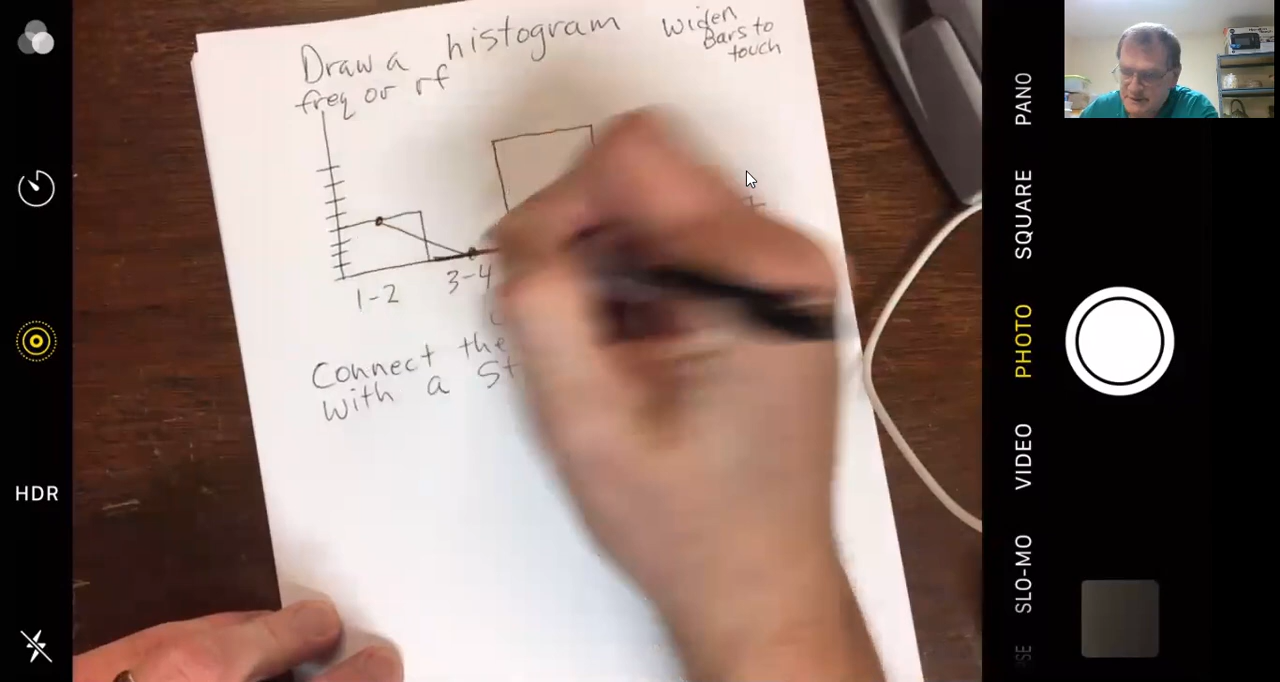 Draw a histogram
freq or rf
widen
Bars to
touch
1-2 3-4
Connect the
with a St
HDR
PANO
SQUARE
PHOTO
VIDEO
SLO-MO
SE